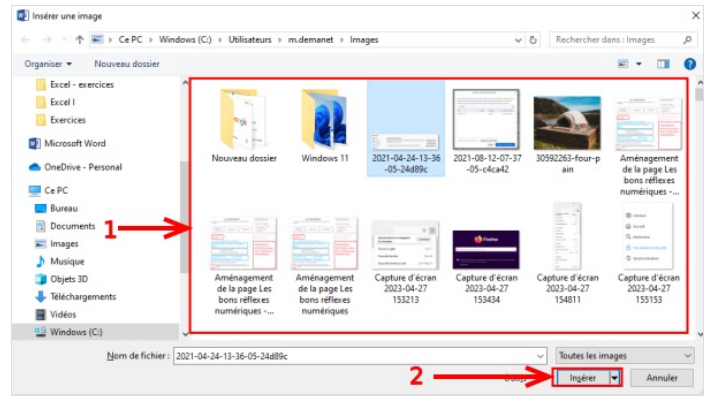 Insérer une image
Ce PC > Windows (C:) > Utilisateurs > m.demanet > Images
Rechercher dans : Images
Organiser
Nouveau dossier
Excel - exercices
Excel I
Exercices
Microsoft Word
OneDrive - Personal
Ce PC
Bureau
Documents
Images
Musique
Objets 3D
Téléchargements
Vidéos
Windows (C:)
1
Nouveau dossier
Windows 11
2021-04-24-13-36
-05-24d89c
2021-08-12-07-37
-05-c4ca42
30592263-four-p
ain
Aménagement
de la page Les
bons réflexes
numériques -...
Aménagement
de la page Les
bons réflexes
numériques -...
Aménagement
de la page Les
bons réflexes
numériques
Capture d'écran
2023-04-27
153213
Firefox
Capture d'écran
2023-04-27
153434
Capture d'écran
2023-04-27
154811
Capture d'écran
2023-04-27
155153
Nom de fichier :
2021-04-24-13-36-05-24d89c
Toutes les images
2
Insérer
Annuler